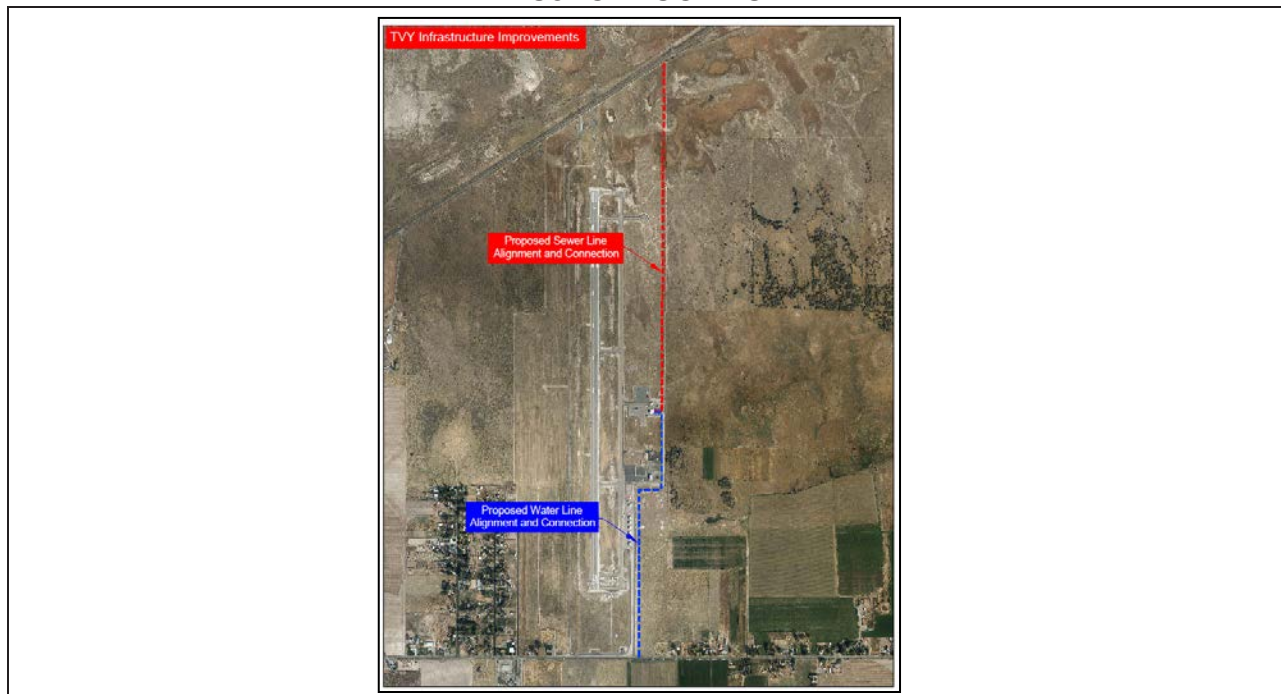 TVY Infrastructure Improvements
Proposed Sewer Line
Alignment and Connection
Proposed Water Line
Alignment and Connection